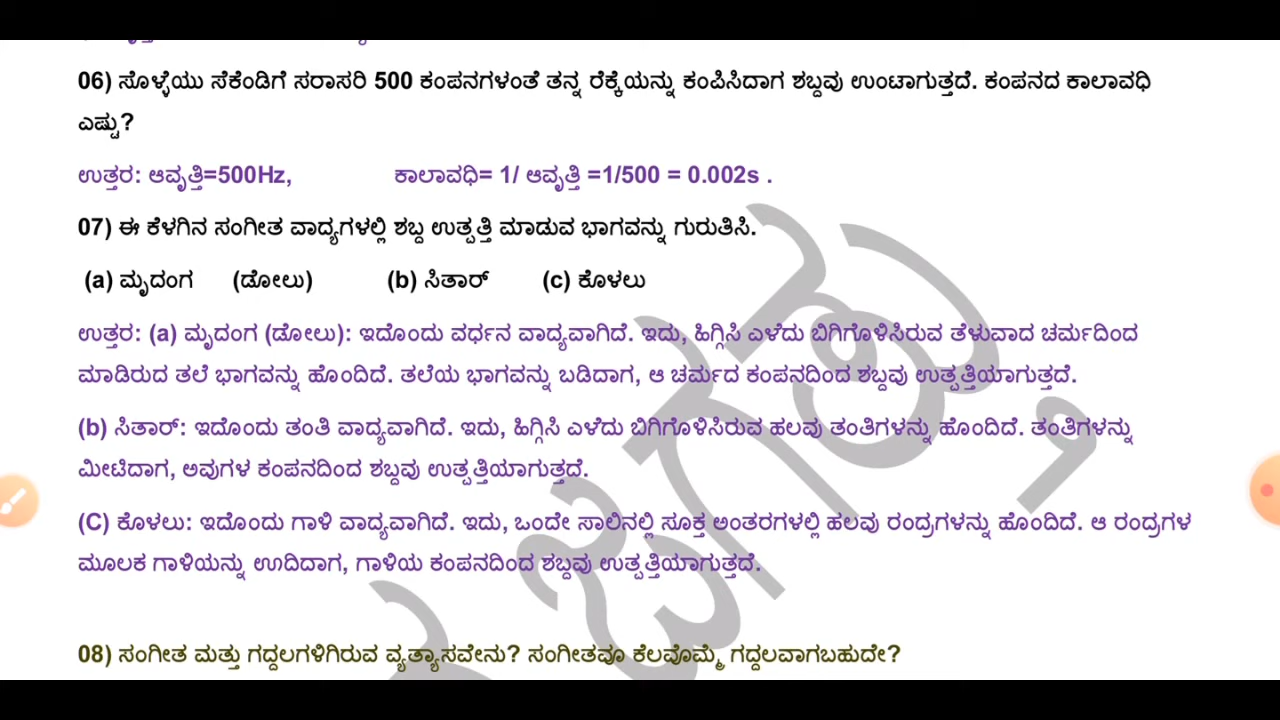 06) ಸೊಳ್ಳೆಯು ಸೆಕೆಂಡಿಗೆ ಸರಾಸರಿ 500 ಕಂಪನಗಳಂತೆ ತನ್ನ ರೆಕ್ಕೆಯನ್ನು ಕಂಪಿಸಿದಾಗ ಶಬ್ದವು ಉಂಟಾಗುತ್ತದೆ. ಕಂಪನದ ಕಾಲಾವಧಿ
ಎಷ್ಟು?
ಉತ್ತರ: ಆವೃತ್ತಿ=500Hz, ಕಾಲಾವಧಿ= 1/ ಆವೃತ್ತಿ =1/500 = 0.002s .
07) ಈ ಕೆಳಗಿನ ಸಂಗೀತ ವಾದ್ಯಗಳಲ್ಲಿ ಶಬ್ದ ಉತ್ಪತ್ತಿ ಮಾಡುವ ಭಾಗವನ್ನು ಗುರುತಿಸಿ.
(a) ಮೃದಂಗ (ಡೋಲು) (b) ಸಿತಾರ್ (c) ಕೊಳಲು
ಉತ್ತರ: (a) ಮೃದಂಗ (ಡೋಲು): ಇದೊಂದು ವರ್ಧನ ವಾದ್ಯವಾಗಿದೆ. ಇದು, ಹಿಗ್ಗಿಸಿ ಎಳೆದು ಬಿಗಿಗೊಳಿಸಿರುವ ತೆಳುವಾದ ಚರ್ಮದಿಂದ
ಮಾಡಿರುದ ತಲೆ ಭಾಗವನ್ನು ಹೊಂದಿದೆ. ತಲೆಯ ಭಾಗವನ್ನು ಬಡಿದಾಗ, ಆ ಚರ್ಮದ ಕಂಪನದಿಂದ ಶಬ್ದವು ಉತ್ಪತ್ತಿಯಾಗುತ್ತದೆ.
(b) ಸಿತಾರ್: ಇದೊಂದು ತಂತಿ ವಾದ್ಯವಾಗಿದೆ. ಇದು, ಹಿಗ್ಗಿಸಿ ಎಳೆದು ಬಿಗಿಗೊಳಿಸಿರುವ ಹಲವು ತಂತಿಗಳನ್ನು ಹೊಂದಿದೆ. ತಂತಿಗಳನ್ನು
ಮೀಟಿದಾಗ, ಅವುಗಳ ಕಂಪನದಿಂದ ಶಬ್ದವು ಉತ್ಪತ್ತಿಯಾಗುತ್ತದೆ.
(C) ಕೊಳಲು: ಇದೊಂದು ಗಾಳಿ ವಾದ್ಯವಾಗಿದೆ. ಇದು, ಒಂದೇ ಸಾಲಿನಲ್ಲಿ ಸೂಕ್ತ ಅಂತರಗಳಲ್ಲಿ ಹಲವು ರಂದ್ರಗಳನ್ನು ಹೊಂದಿದೆ. ಆ ರಂದ್ರಗಳ
ಮೂಲಕ ಗಾಳಿಯನ್ನು ಊದಿದಾಗ, ಗಾಳಿಯ ಕಂಪನದಿಂದ ಶಬ್ದವು ಉತ್ಪತ್ತಿಯಾಗುತ್ತದೆ.
08) ಸಂಗೀತ ಮತ್ತು ಗದ್ದಲಗಳಿಗಿರುವ ವ್ಯತ್ಯಾಸವೇನು? ಸಂಗೀತವೂ ಕೆಲವೊಮ್ಮೆ ಗದ್ದಲವಾಗಬಹುದೇ?